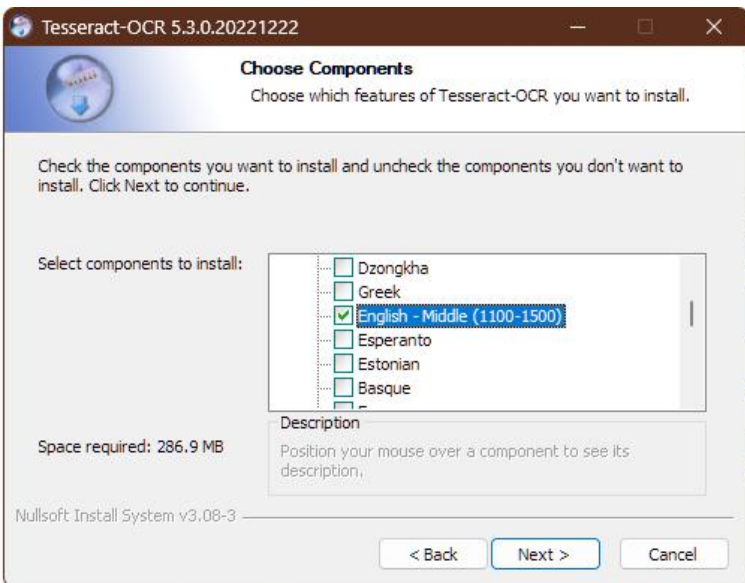 Tesseract-OCR 5.3.0.20221222
Choose Components
Choose which features of Tesseract-OCR you want to install.
Check the components you want to install and uncheck the components you don't want to
install. Click Next to continue.
Select components to install:
Dzongkha
Greek
English - Middle (1100-1500)
Esperanto
Estonian
Basque
Description
Position your mouse over a component to see its
description.
Space required: 286.9 MB
Nullsoft Install System v3.08-3
< Back
Next >
Cancel